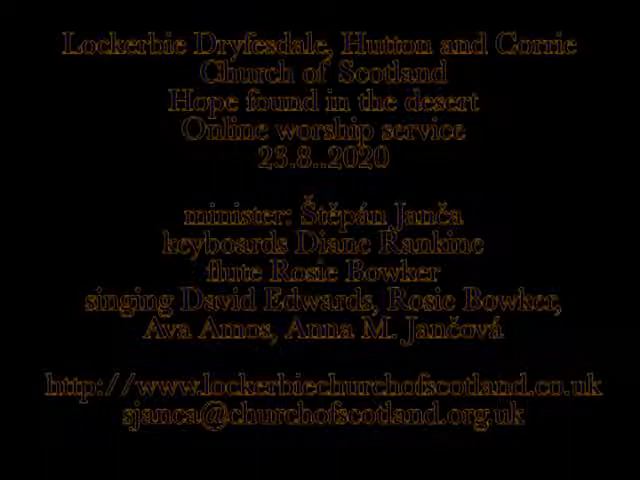 Lockerbie Dryfesdale, Hutton and Corrie
Church of Scotland
Hope found in the desert
Online worship service
23.8..2020
minister: Štěpán Janča
keyboards Diane Rankine
flute Rosie Bowker
singing David Edwards, Rosie Bowker,
Ava Amos, Anna M. Jančová
http://www.lockerbiechurchofscotland.co.uk
sjanca@churchofscotland.org.uk